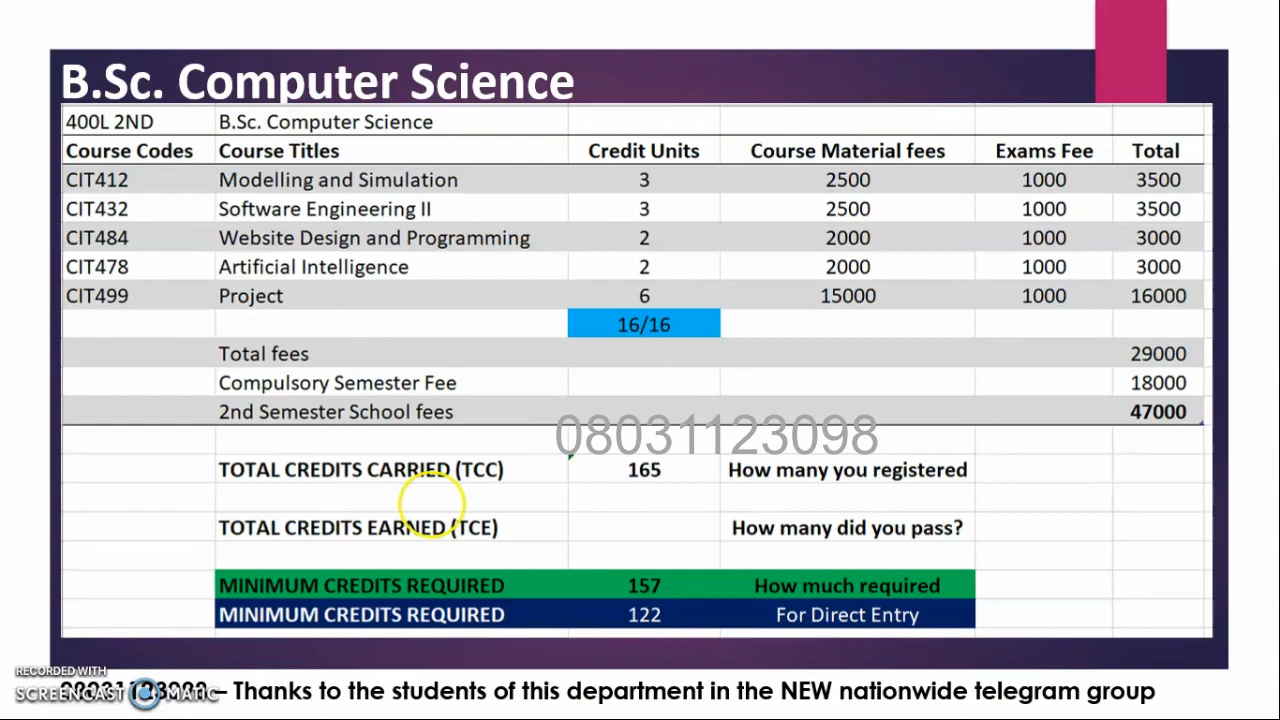 B.Sc. Computer Science
400L 2ND B.Sc. Computer Science
Course Codes Course Titles Credit Units Course Material fees Exams Fee Total
CIT412 Modelling and Simulation 3 2500 1000 3500
CIT432 Software Engineering II 3 2500 1000 3500
CIT484 Website Design and Programming 2 2000 1000 3000
CIT478 Artificial Intelligence 2 2000 1000 3000
CIT499 Project 6 15000 1000 16000
16/16
Total fees 29000
Compulsory Semester Fee 18000
2nd Semester School fees 47000
08031123098
TOTAL CREDITS CARRIED (TCC) 165 How many you registered
TOTAL CREDITS EARNED (TCE) How many did you pass?
MINIMUM CREDITS REQUIRED 157 How much required
MINIMUM CREDITS REQUIRED 122 For Direct Entry
RECORDED WITH
SCREENCAST MATIC
– Thanks to the students of this department in the NEW nationwide telegram group